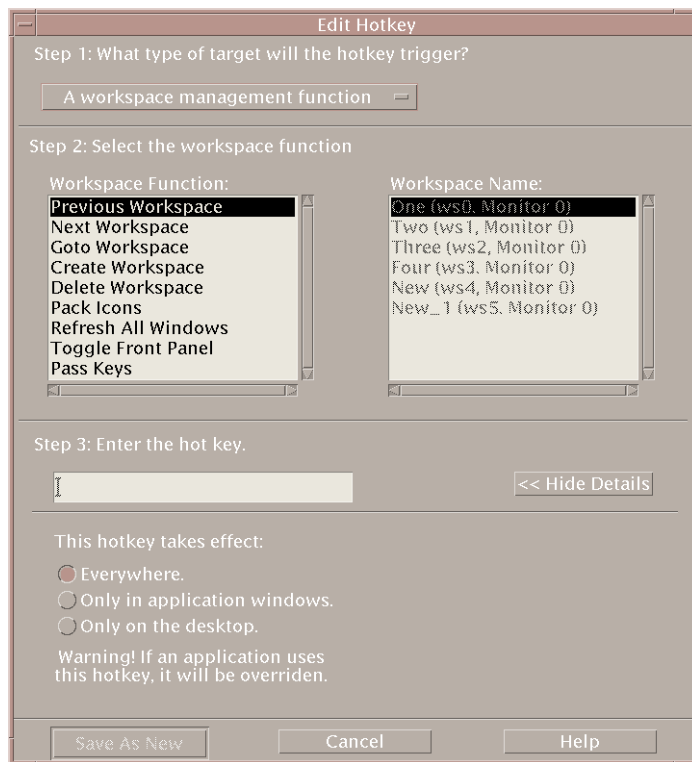 Edit Hotkey
Step 1: What type of target will the hotkey trigger?
A workspace management function
Step 2: Select the workspace function
Workspace Function:
Previous Workspace
Next Workspace
Goto Workspace
Create Workspace
Delete Workspace
Pack Icons
Refresh All Windows
Toggle Front Panel
Pass Keys
Workspace Name:
One (ws0, Monitor 0)
Two (ws1, Monitor 0)
Three (ws2, Monitor 0)
Four (ws3, Monitor 0)
New (ws4, Monitor 0)
New_1 (ws5, Monitor 0)
Step 3: Enter the hot key.
<< Hide Details
This hotkey takes effect:
Everywhere.
Only in application windows.
Only on the desktop.
Warning! If an application uses
this hotkey, it will be overriden.
Save As New
Cancel
Help